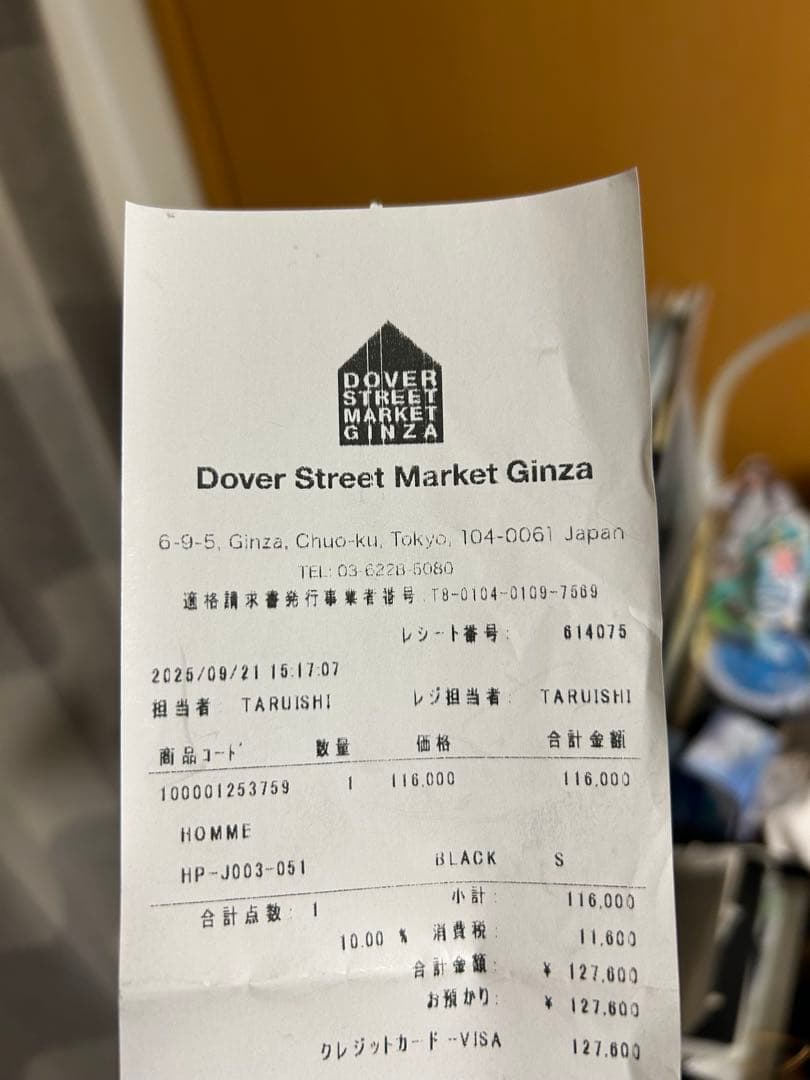 DOVER
STREET
MARKET
GINZA
Dover Street Market Ginza
6-9-5, Ginza, Chuo-ku, Tokyo, 104-0061 Japan
TEL: 03-6228-5080
適格請求書発行事業者番号:T8-0104-0109-7569
レシート番号: 614075
2025/09/21 15:17:07
担当者: TARUISHI レジ担当者: TARUISHI
商品コード 数量 価格 合計金額
100001253759 1 116,000 116,000
HOMME
HP-J003-051 BLACK S
合計点数: 1 小計: 116,000
10.00 % 消費税: 11,600
合計金額: ¥ 127,600
お預かり: ¥ 127,600
クレジットカード--VISA 127,600